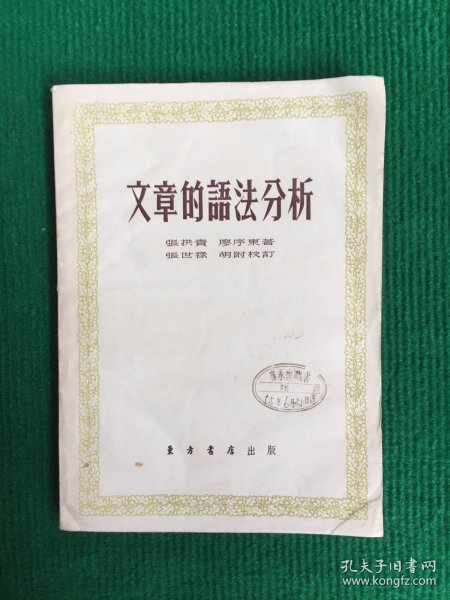 文章的語法分析
張拱貴 廖序東著
張世祿 胡附校訂
東方書店出版
孔夫子旧书网
www.kongfz.com